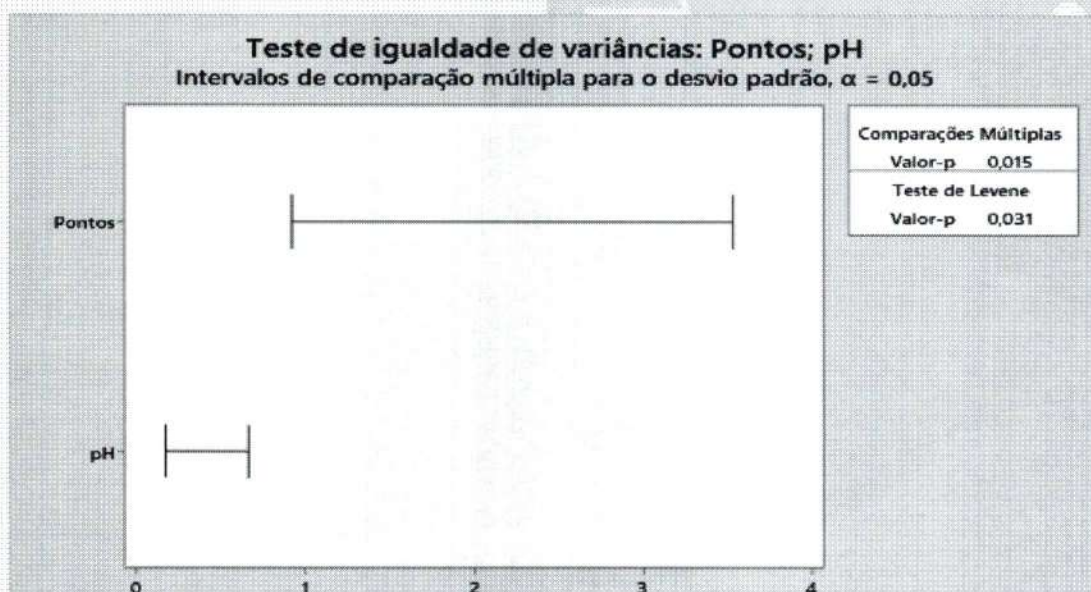 Teste de igualdade de variâncias: Pontos; pH
Intervalos de comparação múltipla para o desvio padrão, α = 0,05
Comparações Múltiplas
Valor-p 0,015
Teste de Levene
Valor-p 0,031
Pontos
pH
0 1 2 3 4